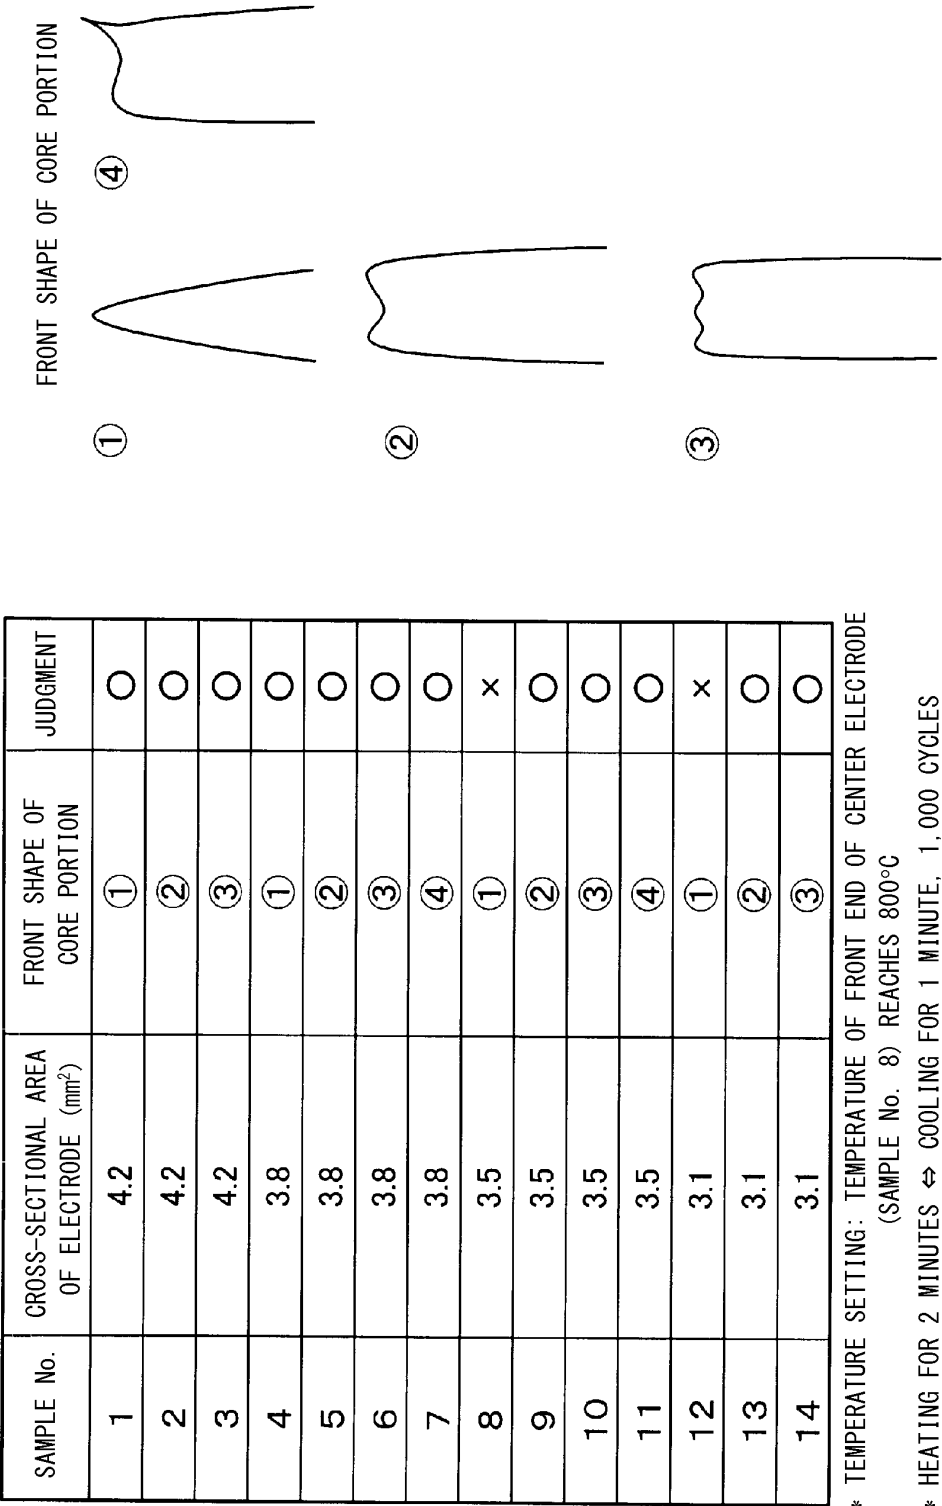 SAMPLE No. CROSS-SECTIONAL AREA OF ELECTRODE (mm²) FRONT SHAPE OF CORE PORTION JUDGMENT
1 4.2 ① ○
2 4.2 ② ○
3 4.2 ③ ○
4 3.8 ① ○
5 3.8 ② ○
6 3.8 ③ ○
7 3.8 ④ ○
8 3.5 ① ×
9 3.5 ② ○
10 3.5 ③ ○
11 3.5 ④ ○
12 3.1 ① ×
13 3.1 ② ○
14 3.1 ③ ○
* TEMPERATURE SETTING: TEMPERATURE OF FRONT END OF CENTER ELECTRODE
(SAMPLE No. 8) REACHES 800°C
* HEATING FOR 2 MINUTES ⇔ COOLING FOR 1 MINUTE, 1,000 CYCLES
FRONT SHAPE OF CORE PORTION
①
④
②
③